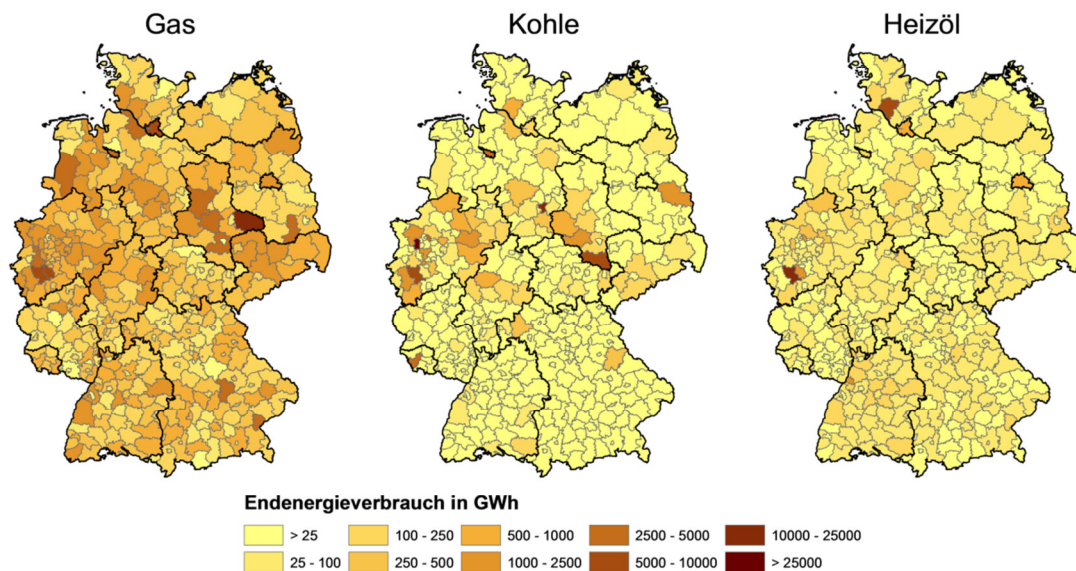 Gas
Kohle
Heizöl
Endenergieverbrauch in GWh
> 25
100 - 250
500 - 1000
2500 - 5000
10000 - 25000
25 - 100
250 - 500
1000 - 2500
5000 - 10000
> 25000